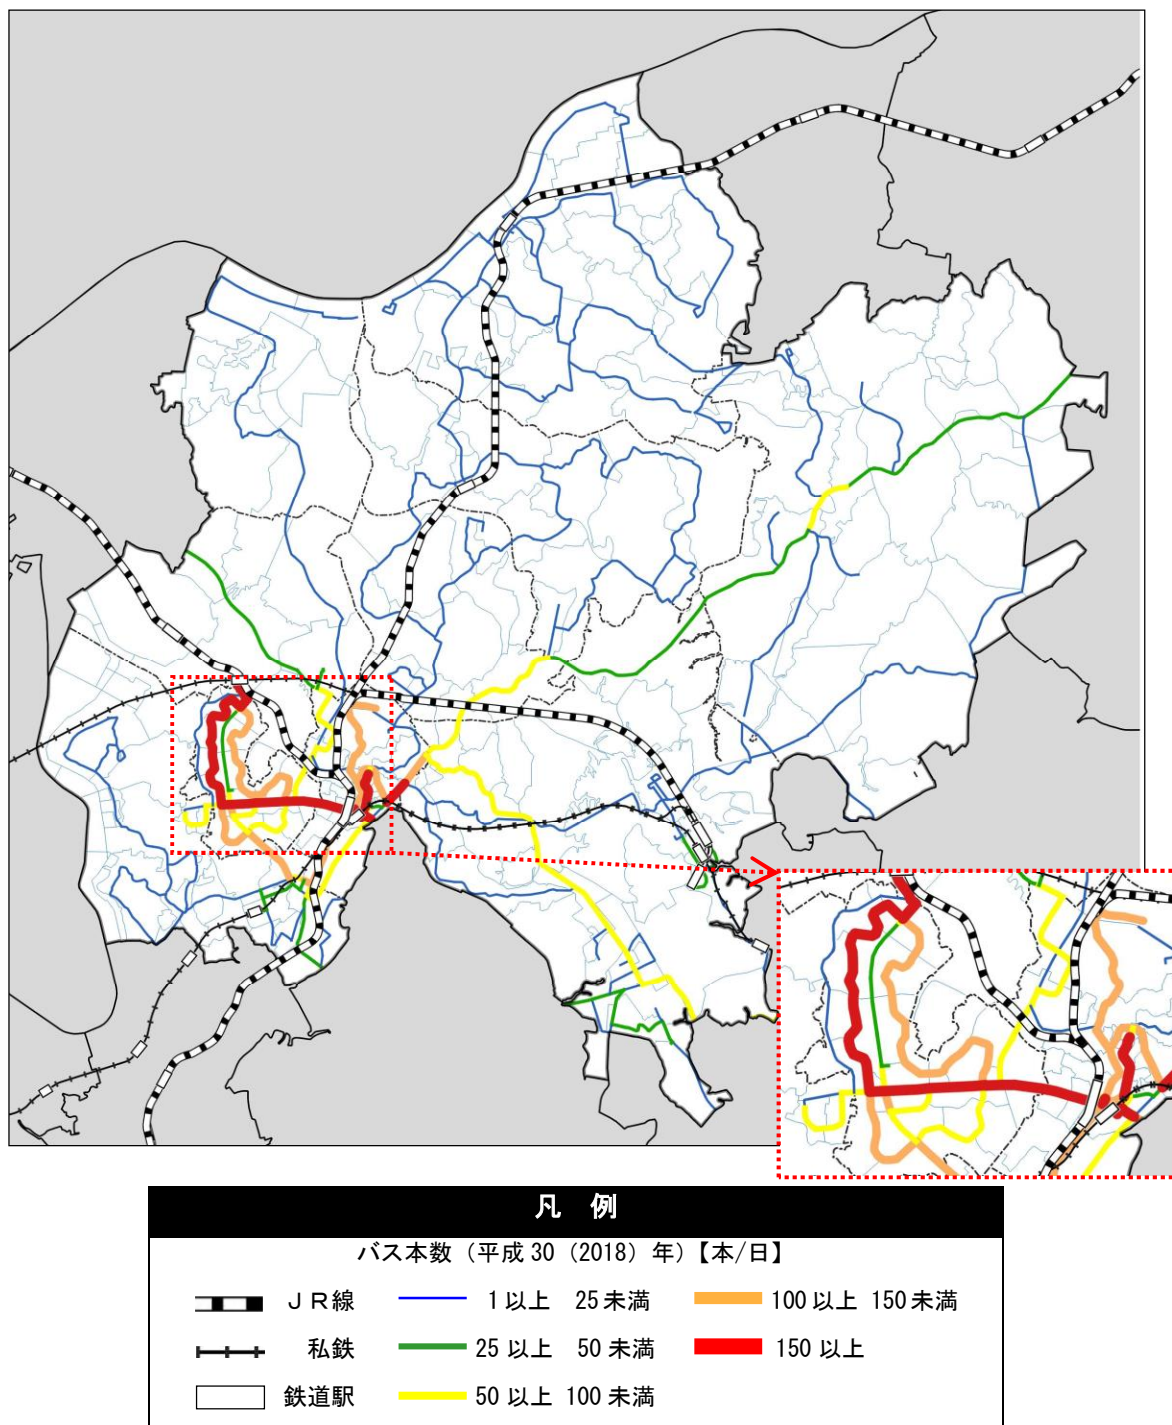 凡 例
バス本数（平成 30（2018）年）【本/日】
ＪＲ線 1 以上 25 未満 100 以上 150 未満
私鉄 25 以上 50 未満 150 以上
鉄道駅 50 以上 100 未満